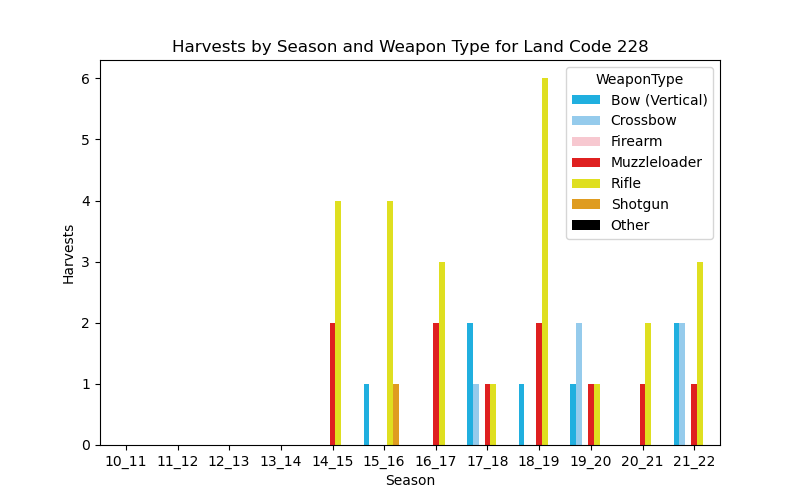 Harvests by Season and Weapon Type for Land Code 228
WeaponType
Bow (Vertical)
Crossbow
Firearm
Muzzleloader
Rifle
Shotgun
Other
Harvests
6
5
4
3
2
1
0
10_11 11_12 12_13 13_14 14_15 15_16 16_17 17_18 18_19 19_20 20_21 21_22
Season